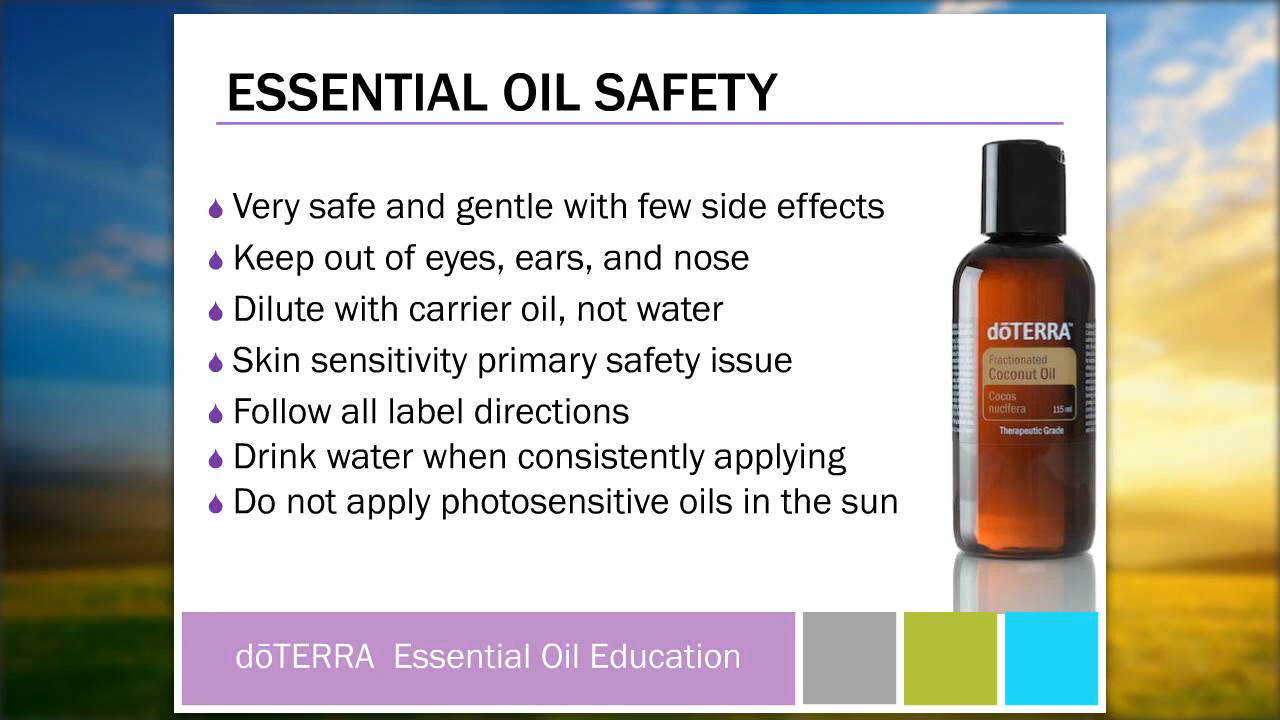 ESSENTIAL OIL SAFETY
Very safe and gentle with few side effects
Keep out of eyes, ears, and nose
Dilute with carrier oil, not water
Skin sensitivity primary safety issue
Follow all label directions
Drink water when consistently applying
Do not apply photosensitive oils in the sun
dōTERRA™
Fractionated
Coconut Oil
Cocos
nucifera 115 ml
Therapeutic Grade
dōTERRA Essential Oil Education